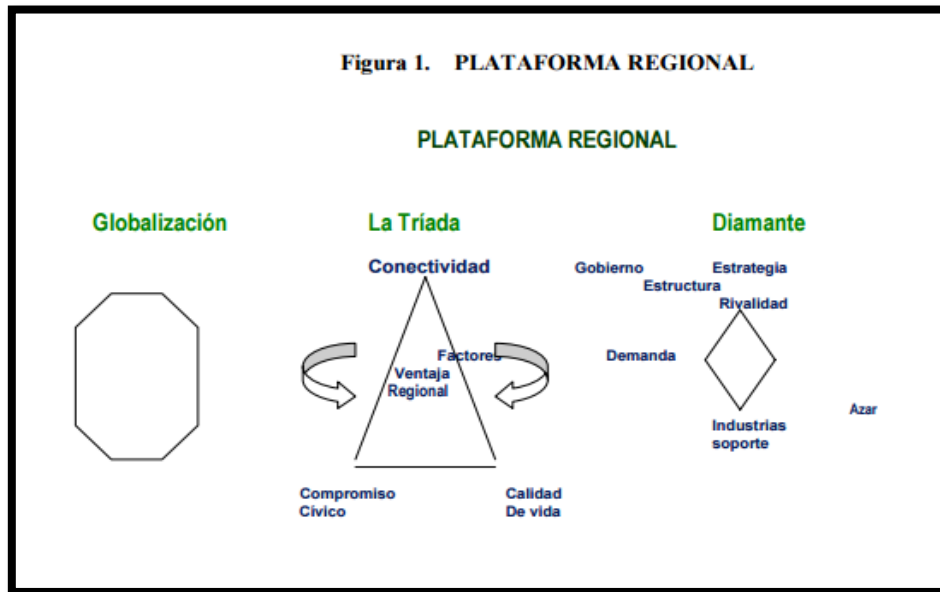 Figura 1. PLATAFORMA REGIONAL
PLATAFORMA REGIONAL
Globalización
La Tríada
Diamante
Conectividad
Factores
Ventaja
Regional
Compromiso
Cívico
Calidad
De vida
Gobierno
Estrategia
Estructura
Rivalidad
Demanda
Industrias
soporte
Azar